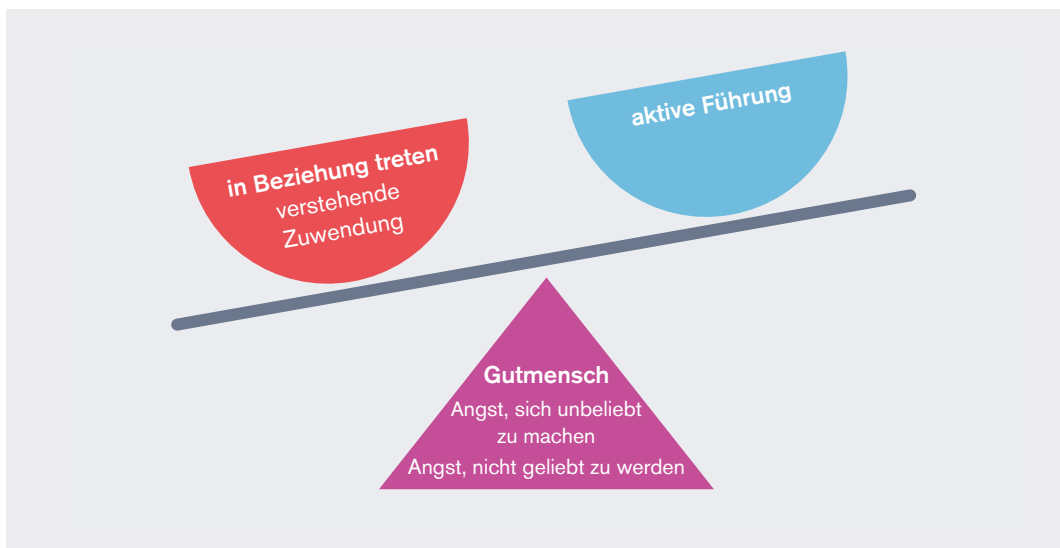 in Beziehung treten
verstehende
Zuwendung
aktive Führung
Gutmensch
Angst, sich unbeliebt
zu machen
Angst, nicht geliebt zu werden